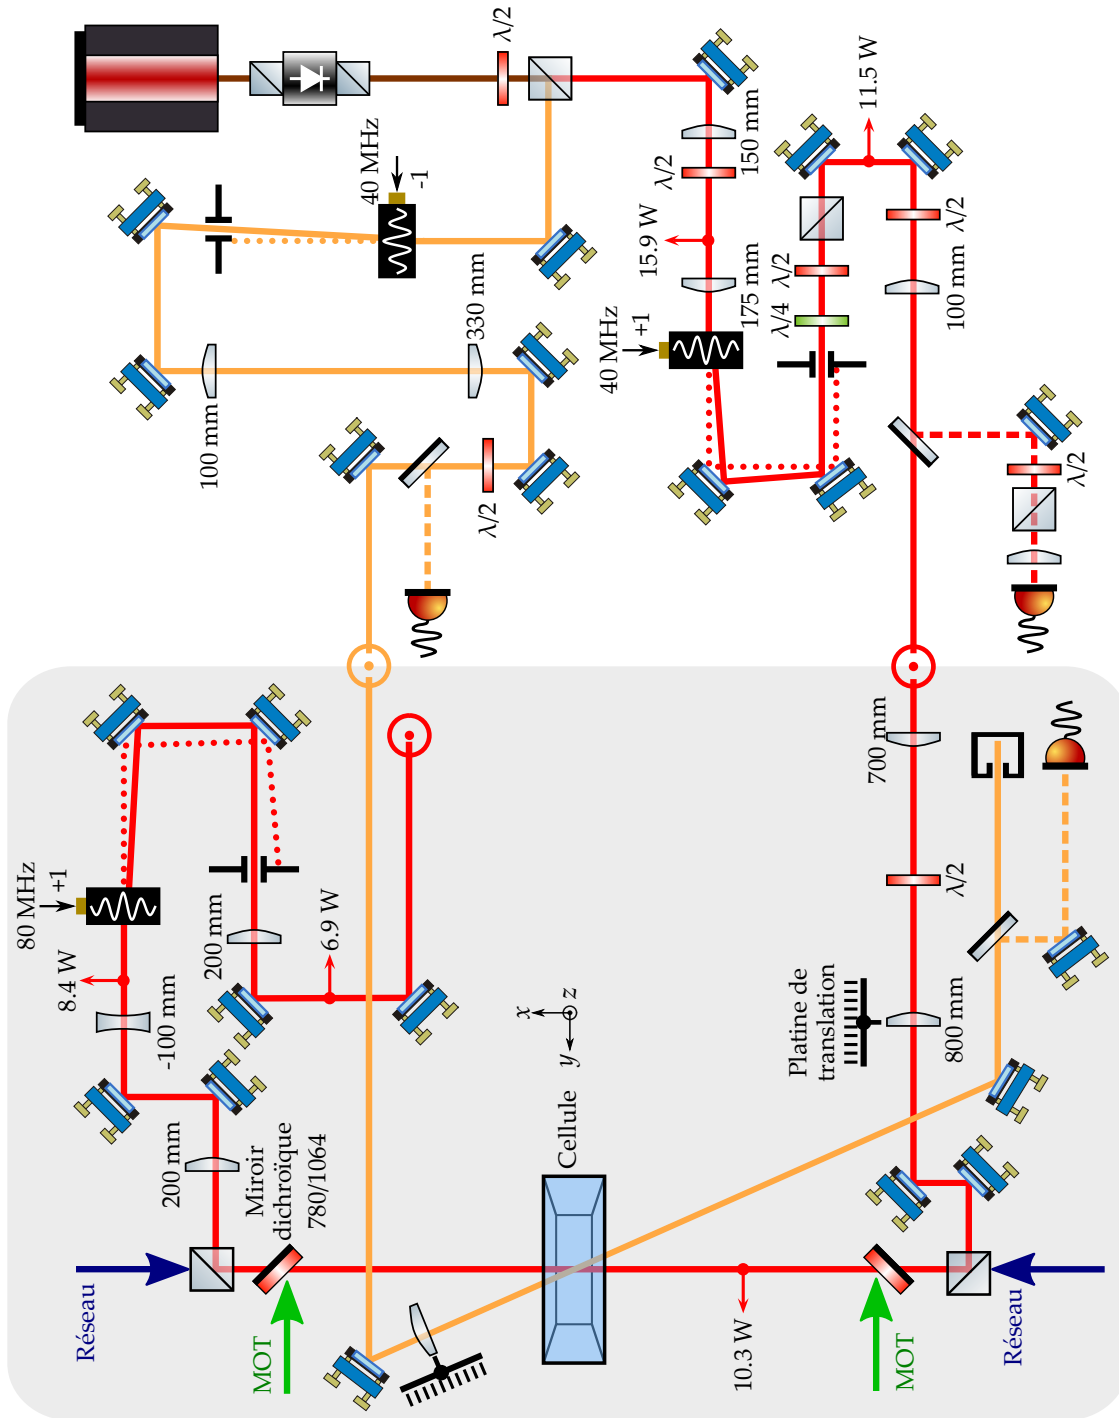 λ/2
40 MHz
-1
100 mm
330 mm
λ/2
150 mm
λ/2
15.9 W
175 mm
40 MHz
+1
11.5 W
λ/2
λ/4
λ/2
100 mm
λ/2
80 MHz
+1
8.4 W
-100 mm
200 mm
6.9 W
200 mm
Miroir
dichroïque
780/1064
Réseau
MOT
Cellule
x
y
z
700 mm
λ/2
Platine de
translation
800 mm
10.3 W
MOT
Réseau